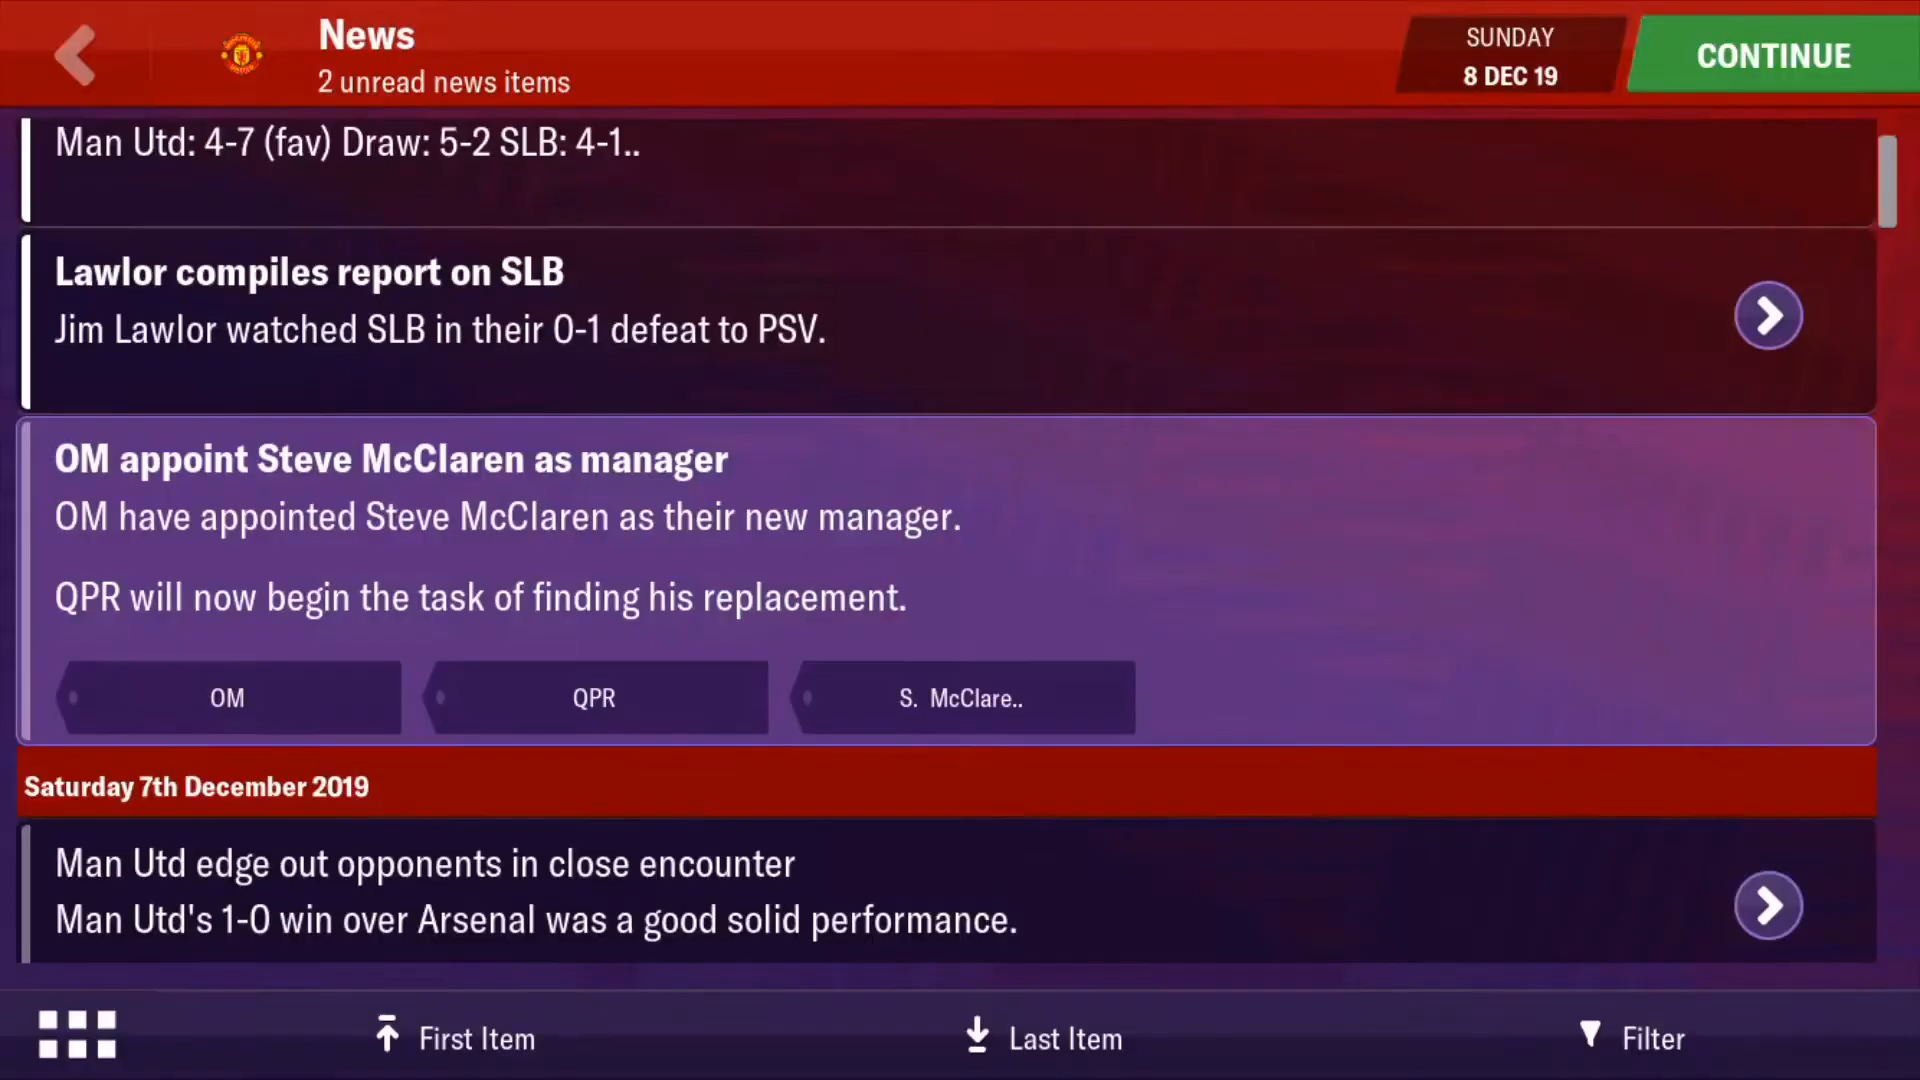 News
2 unread news items
SUNDAY
8 DEC 19
CONTINUE
Man Utd: 4-7 (fav) Draw: 5-2 SLB: 4-1..
Lawlor compiles report on SLB
Jim Lawlor watched SLB in their 0-1 defeat to PSV.
OM appoint Steve McClaren as manager
OM have appointed Steve McClaren as their new manager.
QPR will now begin the task of finding his replacement.
OM
QPR
S. McClare..
Saturday 7th December 2019
Man Utd edge out opponents in close encounter
Man Utd's 1-0 win over Arsenal was a good solid performance.
First Item
Last Item
Filter